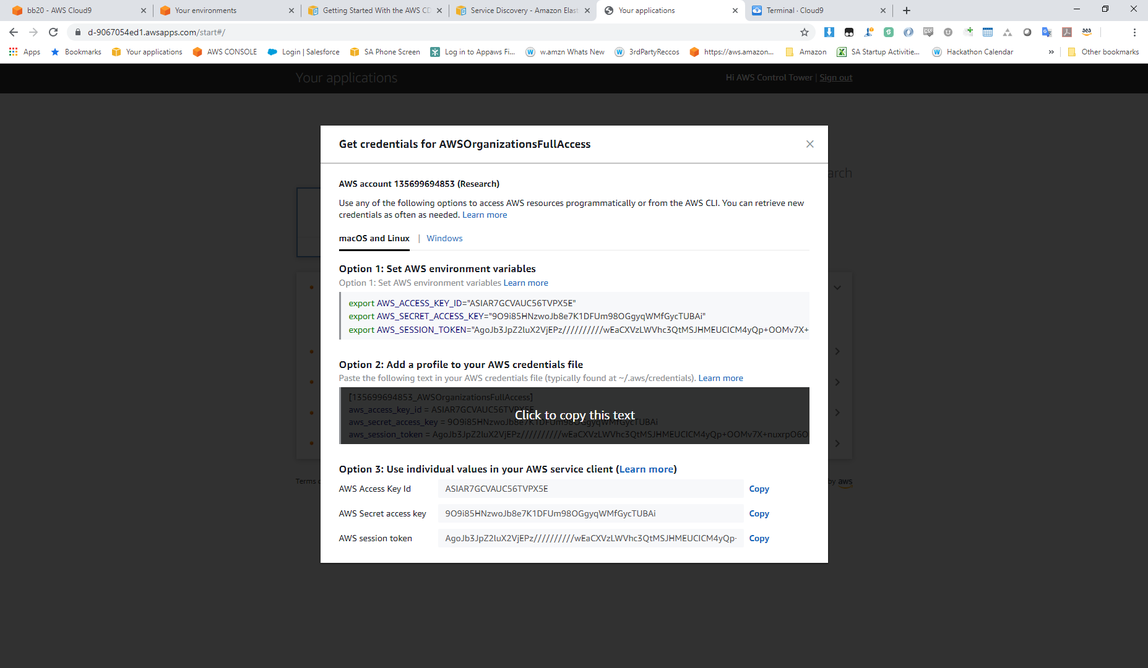 bb20 - AWS Cloud9
Your environments
Getting Started With the AWS CD
Service Discovery - Amazon Elast
Your applications
Terminal - Cloud9
d-9067054ed1.awsapps.com/start#/
Apps
Bookmarks
Your applications
AWS CONSOLE
Login | Salesforce
SA Phone Screen
Log in to Appaws Fi...
w.amzn Whats New
3rdPartyReccos
https://aws.amazon...
Amazon
SA Startup Activitie...
Hackathon Calendar
»
Other bookmarks
Your applications
Hi AWS Control Tower | Sign out
arch
Get credentials for AWSOrganizationsFullAccess
AWS account 135699694853 (Research)
Use any of the following options to access AWS resources programmatically or from the AWS CLI. You can retrieve new
credentials as often as needed. Learn more
macOS and Linux | Windows
Option 1: Set AWS environment variables
Option 1: Set AWS environment variables Learn more
export AWS_ACCESS_KEY_ID="ASIAR7GCVAUC56TVPX5E"
export AWS_SECRET_ACCESS_KEY="9O9i85HNzwoJb8e7K1DFUm98OGgyqWMfGycTUBAi"
export AWS_SESSION_TOKEN="AgoJb3JpZ2luX2VjEPz//////////wEaCXVzLWVhc3QtMSJHMEUCICM4yQp+OOMv7X+
Option 2: Add a profile to your AWS credentials file
Paste the following text in your AWS credentials file (typically found at ~/.aws/credentials). Learn more
[135699694853_AWSOrganizationsFullAccess]
aws_access_key_id = ASIAR7GCVAUC56TVPX5E
Click to copy this text
aws_secret_access_key = 9O9i85HNzwoJb8e7K1DFUm98OGgyqWMfGycTUBAi
aws_session_token = AgoJb3JpZ2luX2VjEPz//////////wEaCXVzLWVhc3QtMSJHMEUCICM4yQp+OOMv7X+nuxrpO6O
Option 3: Use individual values in your AWS service client (Learn more)
AWS Access Key Id
ASIAR7GCVAUC56TVPX5E
Copy
AWS Secret access key
9O9i85HNzwoJb8e7K1DFUm98OGgyqWMfGycTUBAi
Copy
AWS session token
AgoJb3JpZ2luX2VjEPz//////////wEaCXVzLWVhc3QtMSJHMEUCICM4yQp-
Copy
Terms
by aws